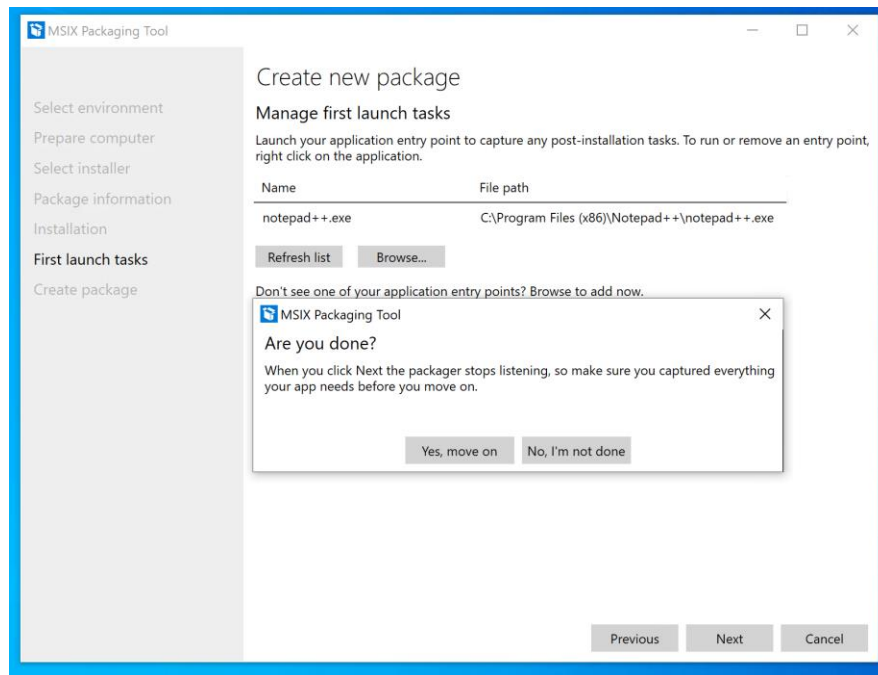 MSIX Packaging Tool
Create new package
Select environment
Prepare computer
Select installer
Package information
Installation
First launch tasks
Create package
Manage first launch tasks
Launch your application entry point to capture any post-installation tasks. To run or remove an entry point,
right click on the application.
Name File path
notepad++.exe C:\Program Files (x86)\Notepad++\notepad++.exe
Refresh list Browse...
Don't see one of your application entry points? Browse to add now.
MSIX Packaging Tool
Are you done?
When you click Next the packager stops listening, so make sure you captured everything
your app needs before you move on.
Yes, move on No, I'm not done
Previous Next Cancel